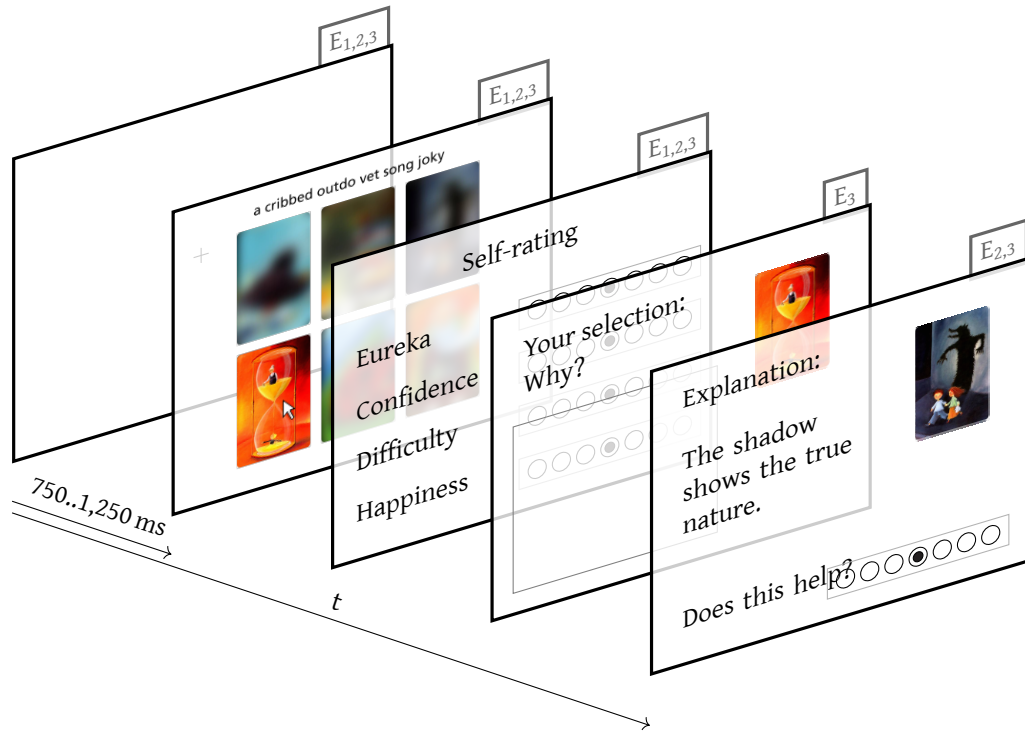 E1,2,3
E1,2,3
E1,2,3
E3
E2,3
a cribbed outdo vet song joky
Self-rating
Eureka
Confidence
Difficulty
Happiness
Your selection:
Why?
Explanation:
The shadow
shows the true
nature.
Does this help?
750..1,250 ms
t